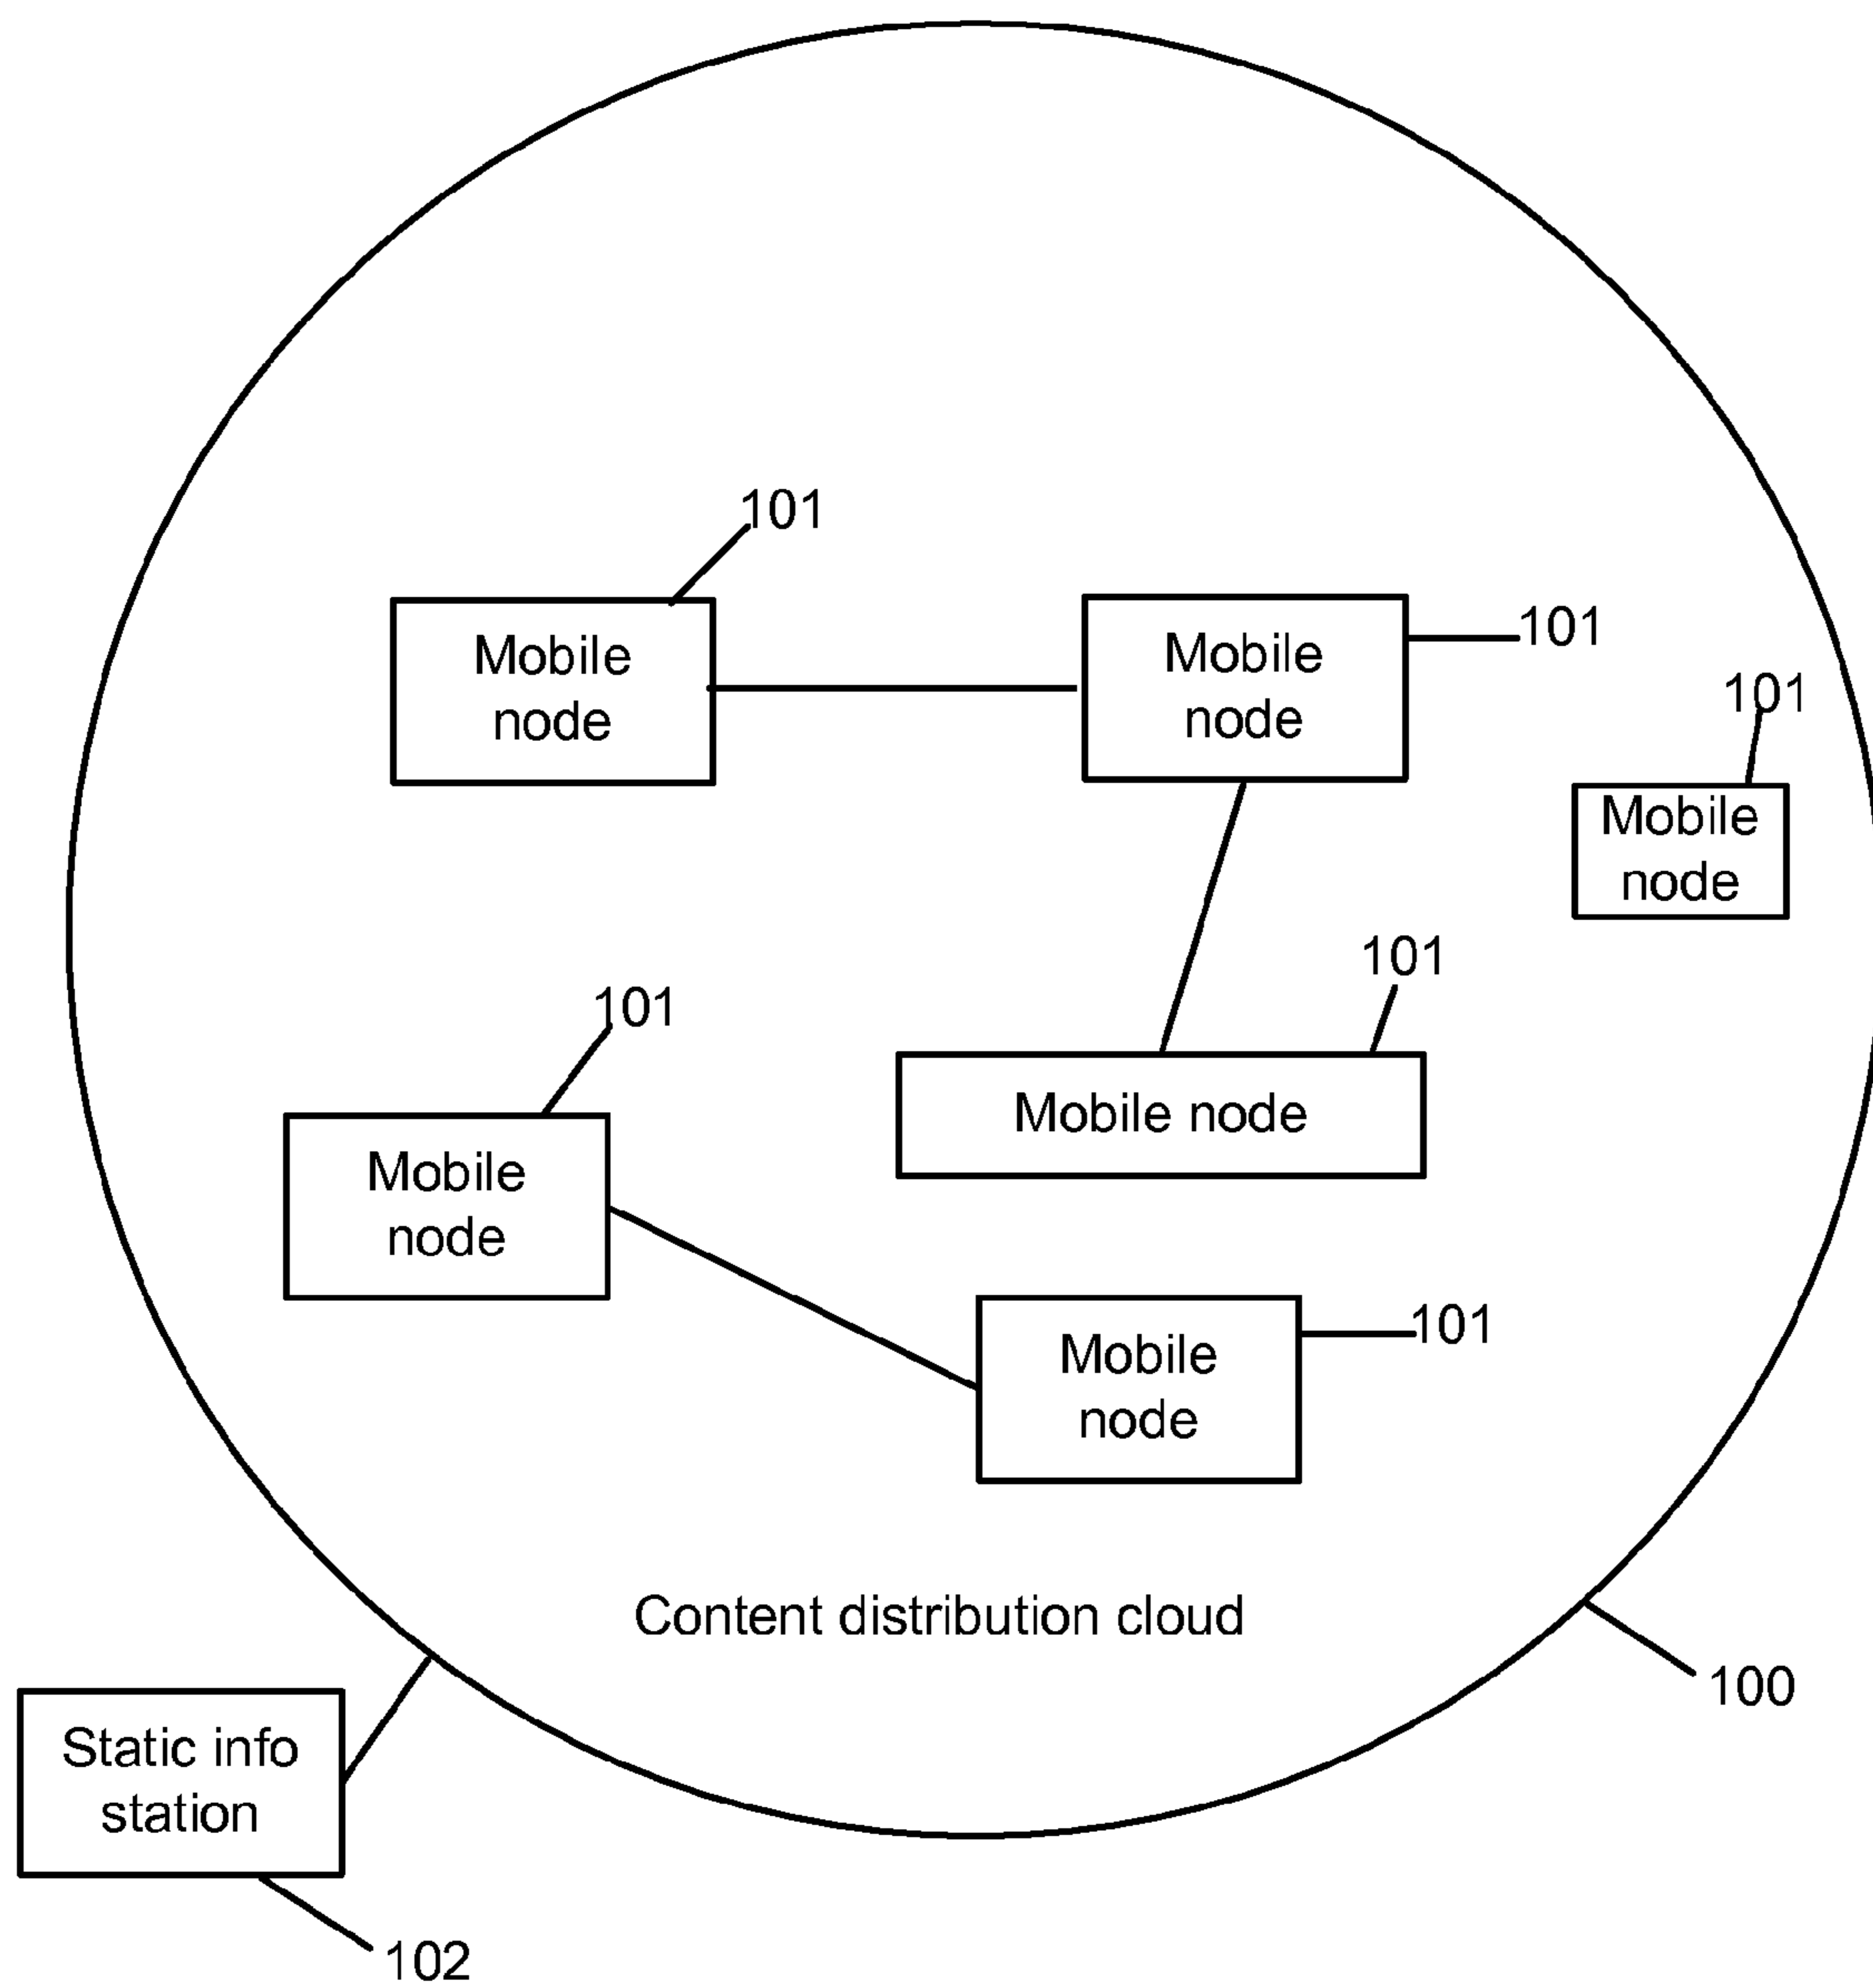 101
Mobile
node
Mobile
node
101
101
Mobile
node
101
Mobile node
101
Mobile
node
Mobile
node
101
Content distribution cloud
100
Static info
station
102